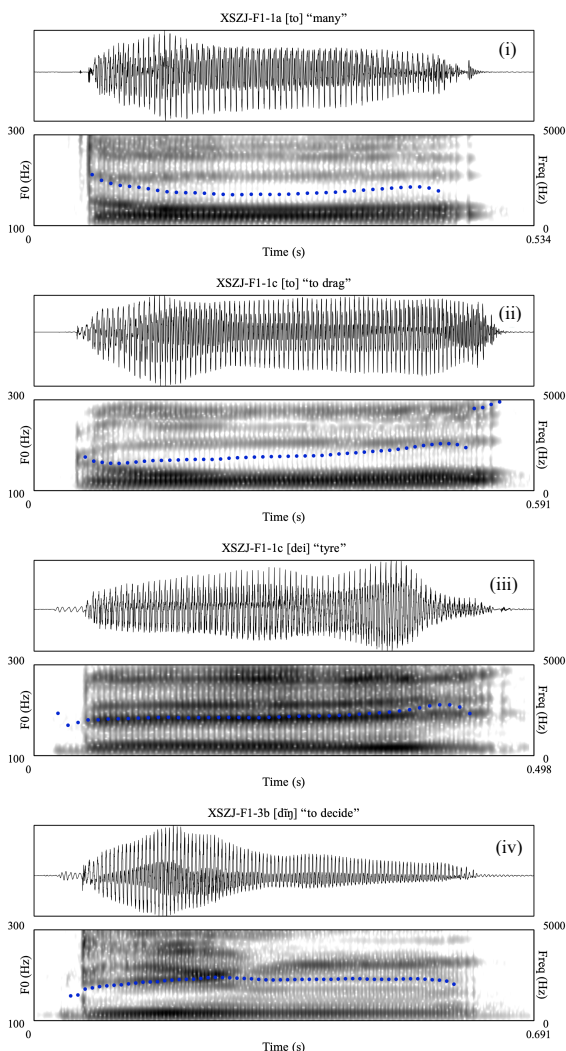 XSZJ-F1-1a [to] “many”
(i)
300
5000
F0 (Hz)
Freq (Hz)
100
0
0
0.534
Time (s)
XSZJ-F1-1c [to] “to drag”
(ii)
300
5000
F0 (Hz)
Freq (Hz)
100
0
0
0.591
Time (s)
XSZJ-F1-1c [dei] “tyre”
(iii)
300
5000
F0 (Hz)
Freq (Hz)
100
0
0
0.498
Time (s)
XSZJ-F1-3b [dīŋ] “to decide”
(iv)
300
5000
F0 (Hz)
Freq (Hz)
100
0
0
0.691
Time (s)